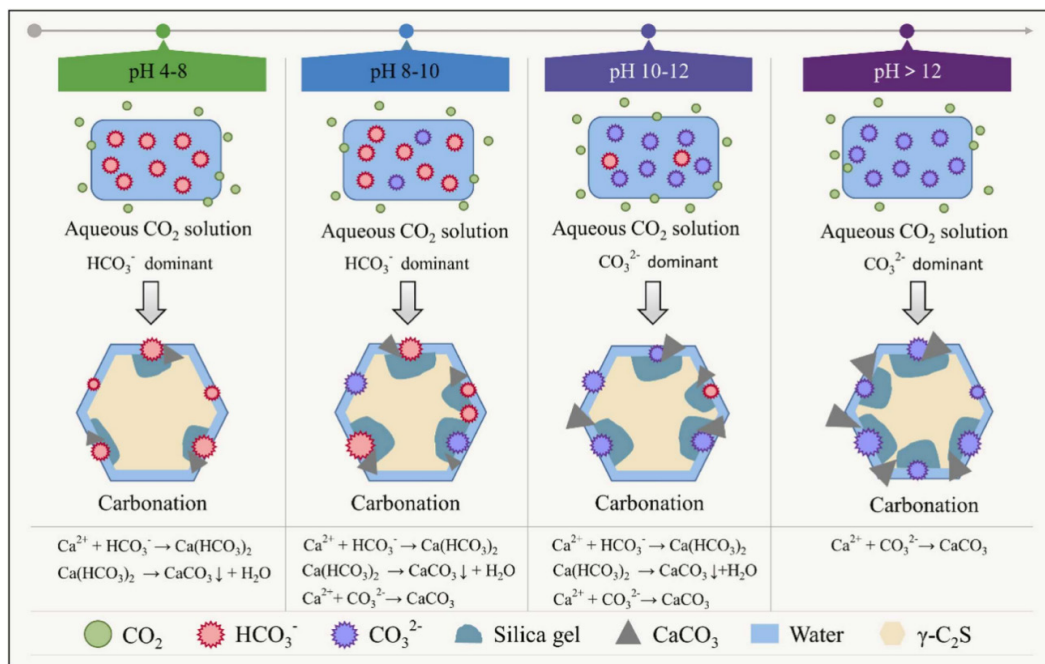 pH 4-8
pH 8-10
pH 10-12
pH > 12
Aqueous CO₂ solution
Aqueous CO₂ solution
Aqueous CO₂ solution
Aqueous CO₂ solution
HCO₃⁻ dominant
HCO₃⁻ dominant
CO₃²⁻ dominant
CO₃²⁻ dominant
Carbonation
Carbonation
Carbonation
Carbonation
Ca²⁺ + HCO₃⁻ → Ca(HCO₃)₂
Ca(HCO₃)₂ → CaCO₃↓ + H₂O
Ca²⁺ + HCO₃⁻ → Ca(HCO₃)₂
Ca(HCO₃)₂ → CaCO₃↓ + H₂O
Ca²⁺ + CO₃²⁻ → CaCO₃
Ca²⁺ + HCO₃⁻ → Ca(HCO₃)₂
Ca(HCO₃)₂ → CaCO₃↓+H₂O
Ca²⁺ + CO₃²⁻ → CaCO₃
Ca²⁺ + CO₃²⁻ → CaCO₃
CO₂ HCO₃⁻ CO₃²⁻ Silica gel CaCO₃ Water γ-C₂S